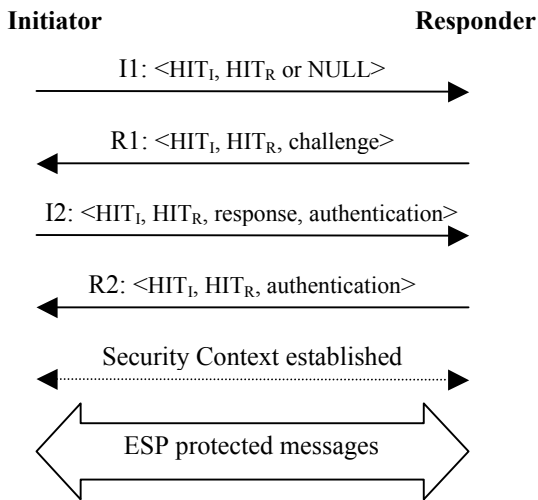 Initiator Responder
I1: <HITI, HITR or NULL>
R1: <HITI, HITR, challenge>
I2: <HITI, HITR, response, authentication>
R2: <HITI, HITR, authentication>
Security Context established
ESP protected messages